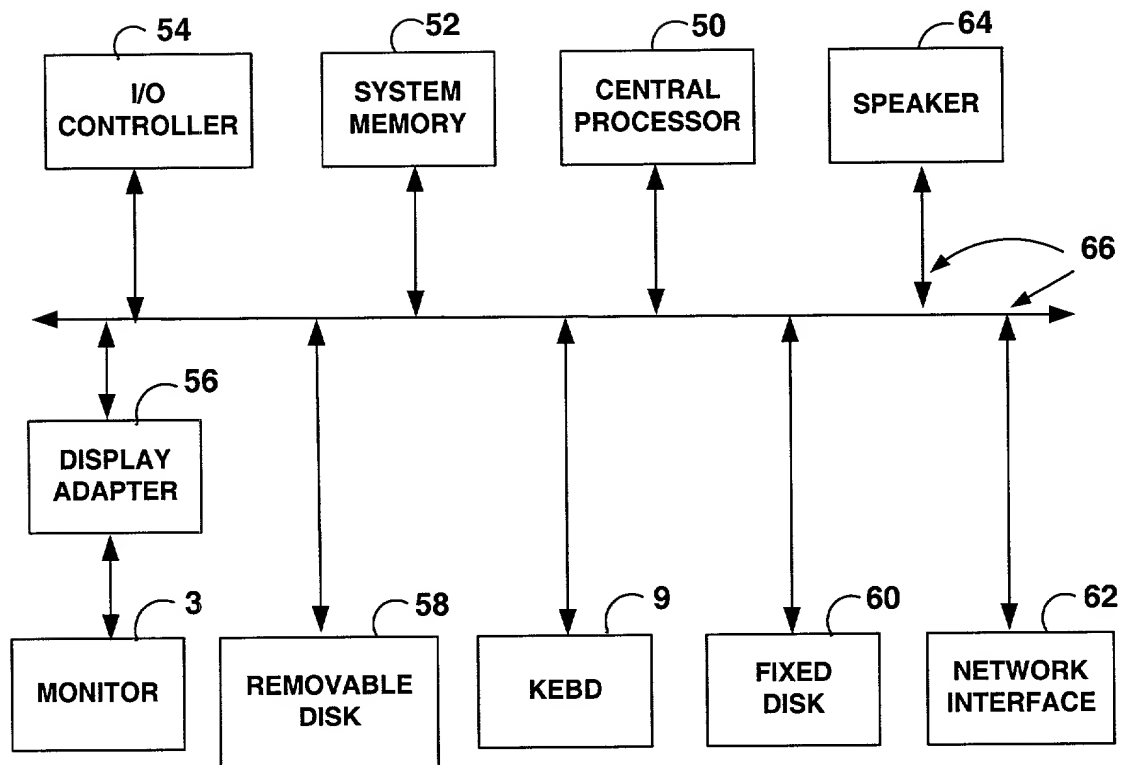 54
52
50
64
I/O
CONTROLLER
SYSTEM
MEMORY
CENTRAL
PROCESSOR
SPEAKER
66
56
DISPLAY
ADAPTER
3
58
9
60
62
MONITOR
REMOVABLE
DISK
KEBD
FIXED
DISK
NETWORK
INTERFACE